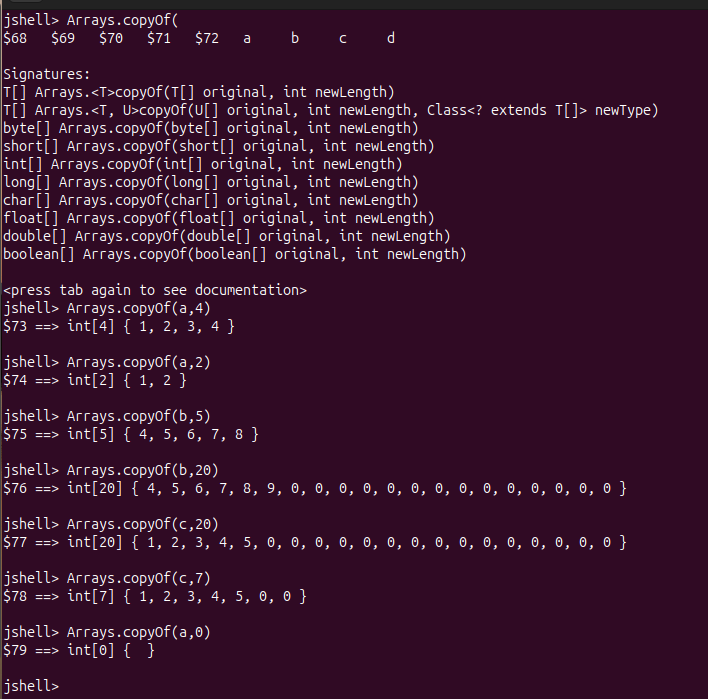 jshell> Arrays.copyOf(
$68   $69   $70   $71   $72   a     b     c     d

Signatures:
T[] Arrays.<T>copyOf(T[] original, int newLength)
T[] Arrays.<T, U>copyOf(U[] original, int newLength, Class<? extends T[]> newType)
byte[] Arrays.copyOf(byte[] original, int newLength)
short[] Arrays.copyOf(short[] original, int newLength)
int[] Arrays.copyOf(int[] original, int newLength)
long[] Arrays.copyOf(long[] original, int newLength)
char[] Arrays.copyOf(char[] original, int newLength)
float[] Arrays.copyOf(float[] original, int newLength)
double[] Arrays.copyOf(double[] original, int newLength)
boolean[] Arrays.copyOf(boolean[] original, int newLength)

<press tab again to see documentation>
jshell> Arrays.copyOf(a,4)
$73 ==> int[4] { 1, 2, 3, 4 }

jshell> Arrays.copyOf(a,2)
$74 ==> int[2] { 1, 2 }

jshell> Arrays.copyOf(b,5)
$75 ==> int[5] { 4, 5, 6, 7, 8 }

jshell> Arrays.copyOf(b,20)
$76 ==> int[20] { 4, 5, 6, 7, 8, 9, 0, 0, 0, 0, 0, 0, 0, 0, 0, 0, 0, 0, 0, 0 }

jshell> Arrays.copyOf(c,20)
$77 ==> int[20] { 1, 2, 3, 4, 5, 0, 0, 0, 0, 0, 0, 0, 0, 0, 0, 0, 0, 0, 0, 0 }

jshell> Arrays.copyOf(c,7)
$78 ==> int[7] { 1, 2, 3, 4, 5, 0, 0 }

jshell> Arrays.copyOf(a,0)
$79 ==> int[0] {  }

jshell>